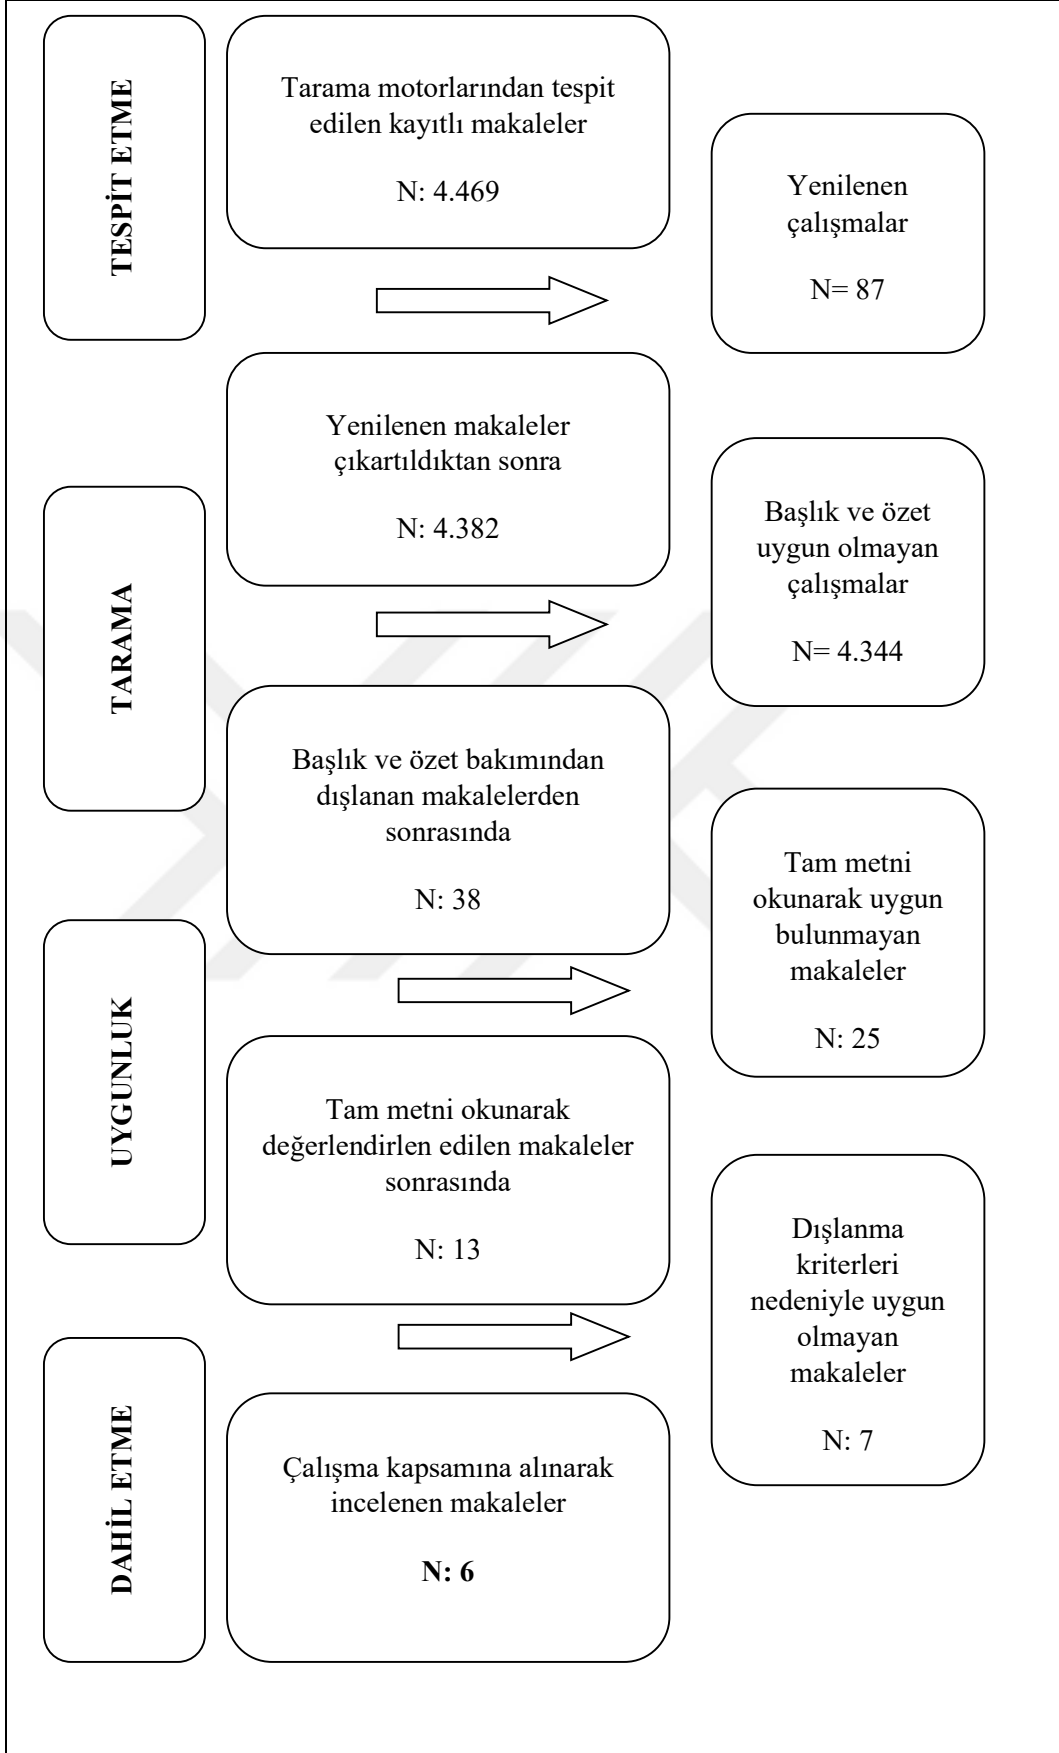 TESPİT ETME
Tarama motorlarından tespit
edilen kayıtlı makaleler
N: 4.469
Yenilenen
çalışmalar
N= 87
Yenilenen makaleler
çıkartıldıktan sonra
N: 4.382
Başlık ve özet
uygun olmayan
çalışmalar
N= 4.344
TARAMA
Başlık ve özet bakımından
dışlanan makalelerden
sonrasında
N: 38
Tam metni
okunarak uygun
bulunmayan
makaleler
N: 25
UYGUNLUK
Tam metni okunarak
değerlendirlen edilen makaleler
sonrasında
N: 13
Dışlanma
kriterleri
nedeniyle uygun
olmayan
makaleler
N: 7
DAHİL ETME
Çalışma kapsamına alınarak
incelenen makaleler
N: 6